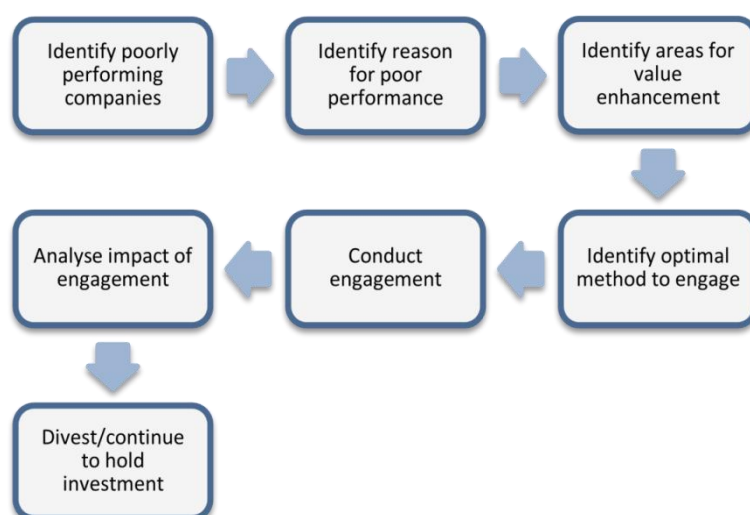 Identify poorly
performing
companies
Identify reason
for poor
performance
Identify areas for
value
enhancement
Identify optimal
method to engage
Conduct
engagement
Analyse impact of
engagement
Divest/continue
to hold
investment